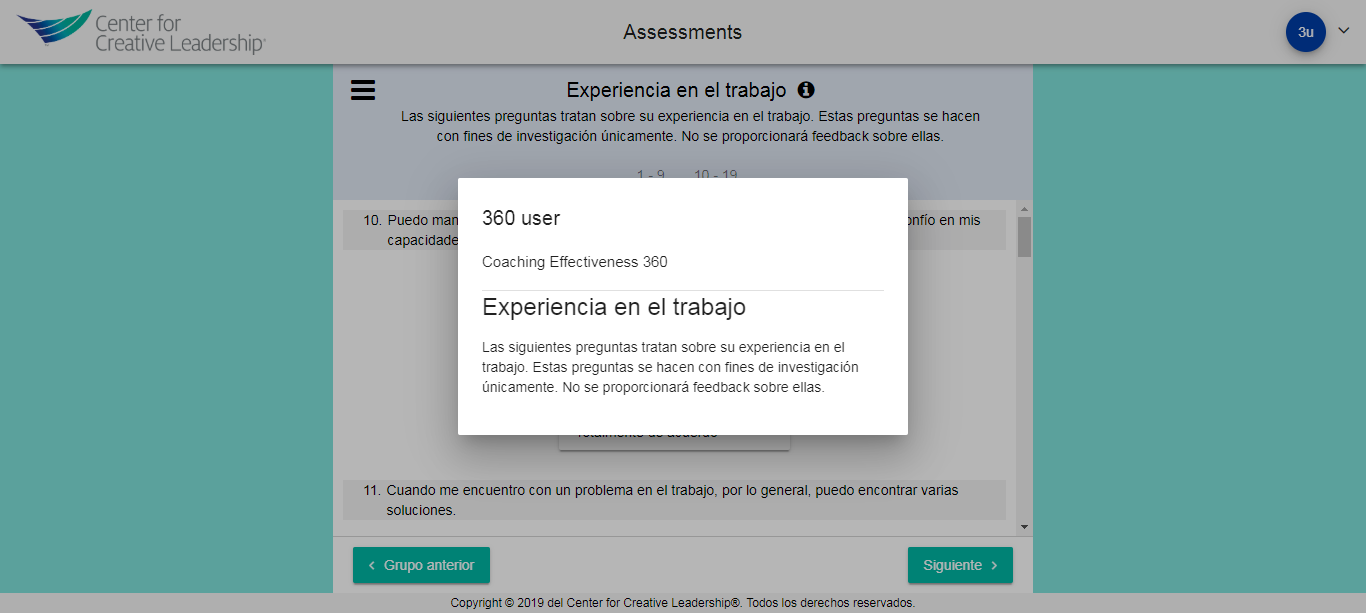 Center for
Creative Leadership®
Assessments
3u
Experiencia en el trabajo
Las siguientes preguntas tratan sobre su experiencia en el trabajo. Estas preguntas se hacen
con fines de investigación únicamente. No se proporcionará feedback sobre ellas.
1 - 9 10 - 19
10. Puedo man onfío en mis
capacidade
360 user
Coaching Effectiveness 360
Experiencia en el trabajo
Las siguientes preguntas tratan sobre su experiencia en el
trabajo. Estas preguntas se hacen con fines de investigación
únicamente. No se proporcionará feedback sobre ellas.
Totalmente de acuerdo
11. Cuando me encuentro con un problema en el trabajo, por lo general, puedo encontrar varias
soluciones.
Grupo anterior
Siguiente
Copyright © 2019 del Center for Creative Leadership®. Todos los derechos reservados.